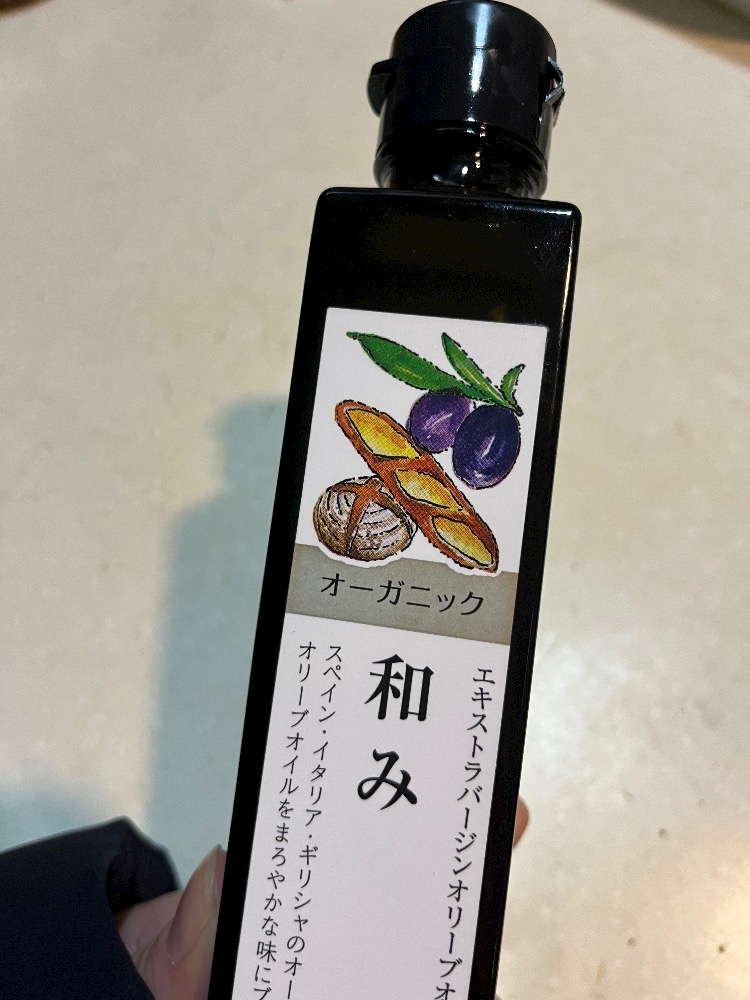 オーガニック
エキストラバージンオリーブオ
和み
スペイン・イタリア・ギリシャのオー
オリーブオイルをまろやかな味にブ